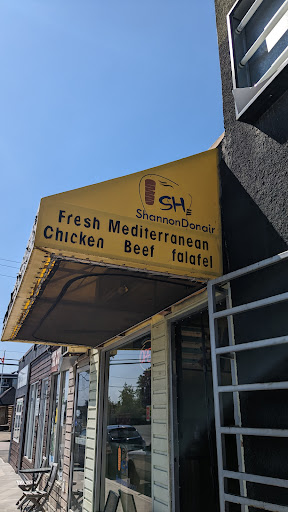 SH
ShannonDonair
Fresh Mediterranean
Chicken Beef falafel